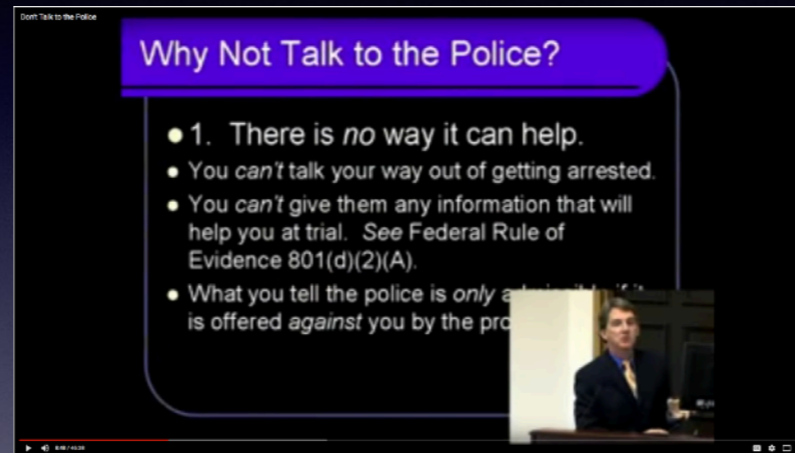 Don't Talk to the Police
Why Not Talk to the Police?
1. There is no way it can help.
You can't talk your way out of getting arrested.
You can't give them any information that will
help you at trial. See Federal Rule of
Evidence 801(d)(2)(A).
What you tell the police is only
is offered against you by the